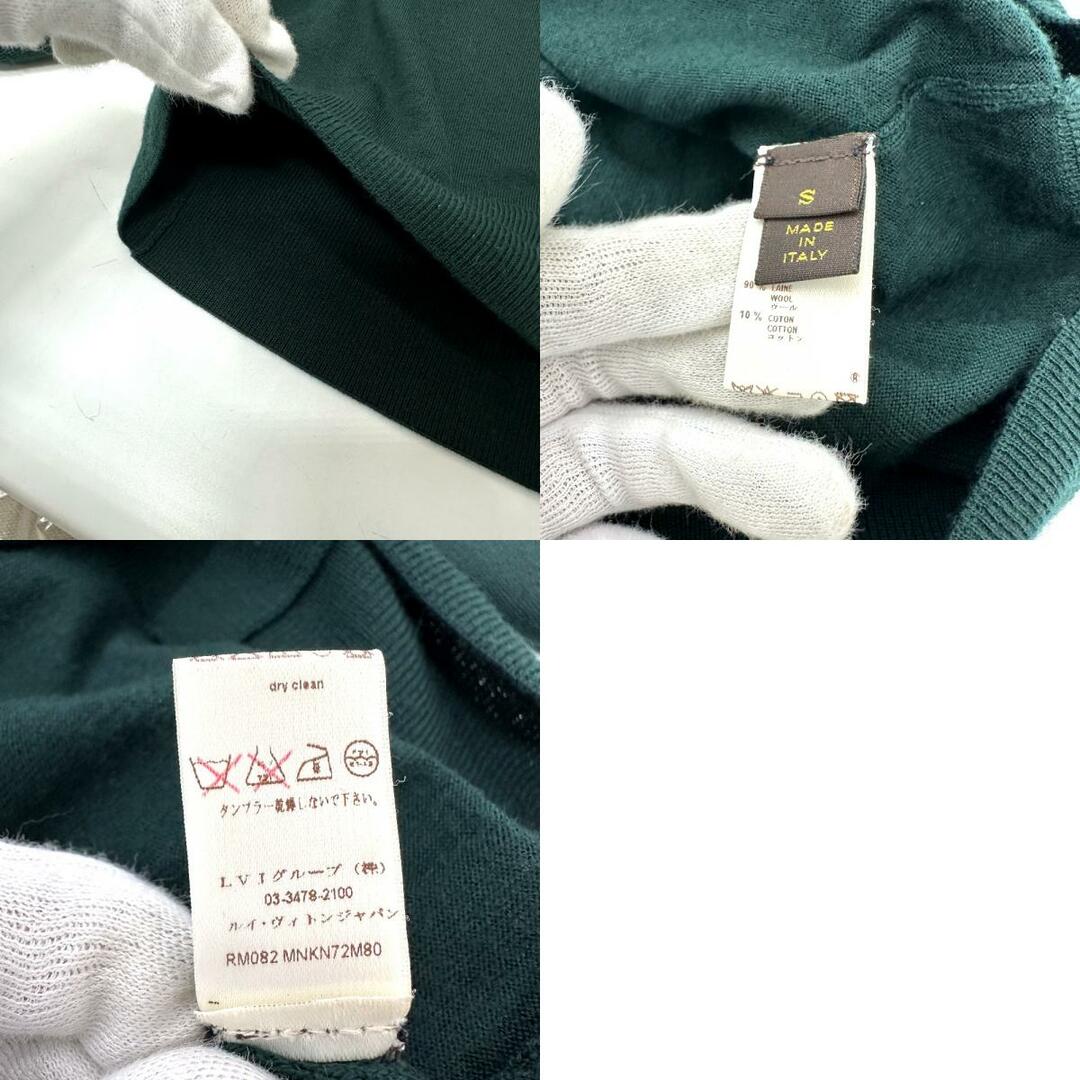 S
MADE
IN
ITALY
90 % LAINE
WOOL
ウール
10 % COTON
COTTON
コットン
®
dry clean
タンブラー乾燥しないで下さい。
LVJグループ (株)
03-3478-2100
ルイ・ヴィトンジャパン
RM082 MNKN72M80